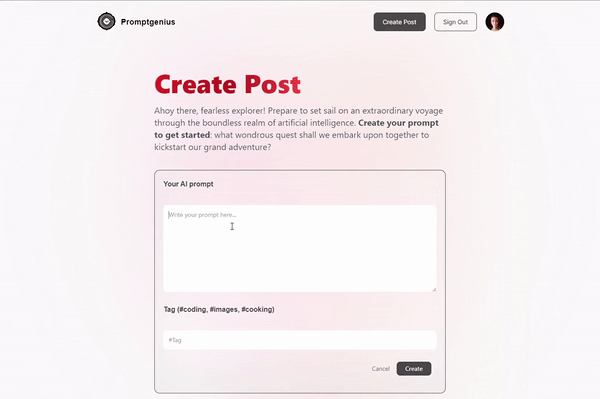 Promptgenius
Create Post
Sign Out
Create Post
Ahoy there, fearless explorer! Prepare to set sail on an extraordinary voyage
through the boundless realm of artificial intelligence. Create your prompt
to get started: what wondrous quest shall we embark upon together to
kickstart our grand adventure?
Your AI prompt
Write your prompt here...
Tag (#coding, #images, #cooking)
#Tag
Cancel
Create